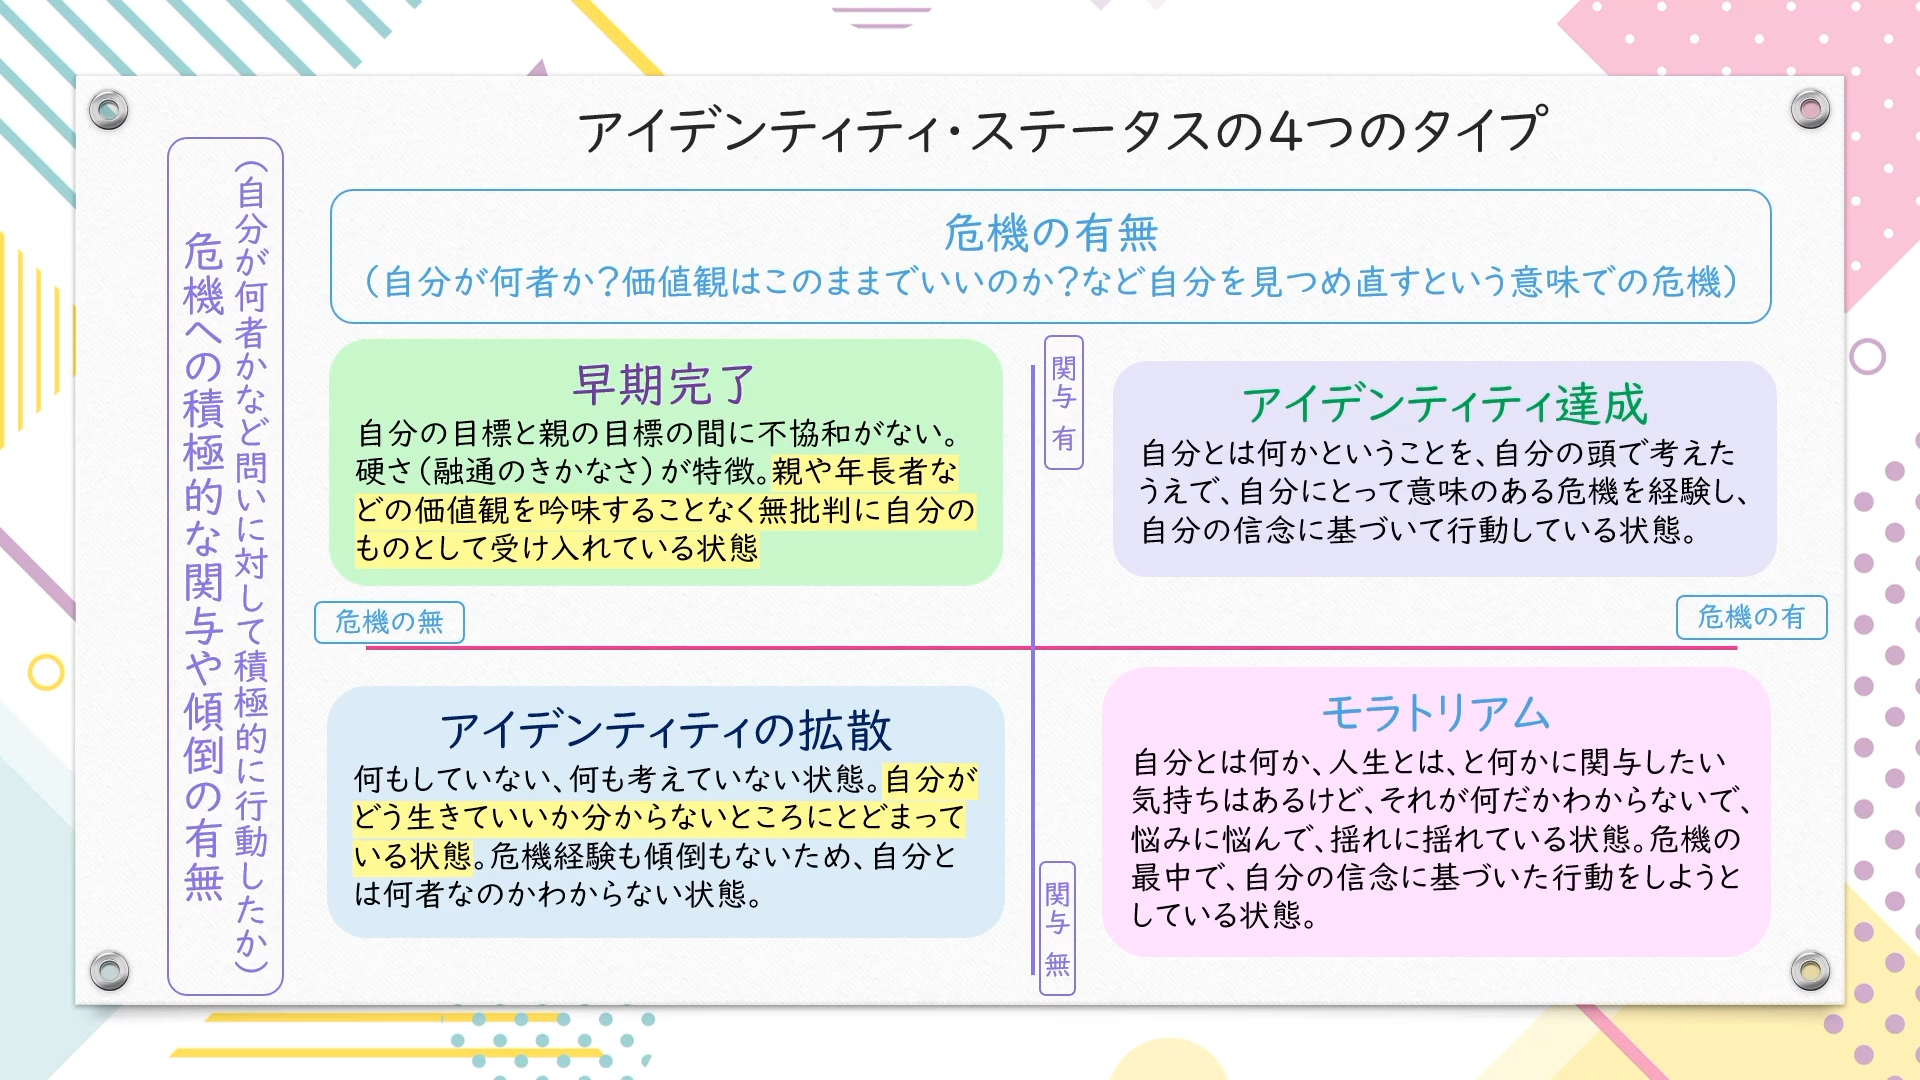 アイデンティティ・ステータスの4つのタイプ
危機の有無
（自分が何者か？価値観はこのままでいいのか？など自分を見つめ直すという意味での危機）
（自分が何者かなど問いに対して積極的に行動したか）
危機への積極的な関与や傾倒の有無
関与 有
早期完了
自分の目標と親の目標の間に不協和がない。
硬さ（融通のきかなさ）が特徴。親や年長者な
どの価値観を吟味することなく無批判に自分の
ものとして受け入れている状態
アイデンティティ達成
自分とは何かということを、自分の頭で考えた
うえで、自分にとって意味のある危機を経験し、
自分の信念に基づいて行動している状態。
危機の無
危機の有
アイデンティティの拡散
何もしていない、何も考えていない状態。自分が
どう生きていいか分からないところにとどまって
いる状態。危機経験も傾倒もないため、自分と
は何者なのかわからない状態。
モラトリアム
自分とは何か、人生とは、と何かに関与したい
気持ちはあるけど、それが何だかわからないで、
悩みに悩んで、揺れに揺れている状態。危機の
最中で、自分の信念に基づいた行動をしようと
している状態。
関与 無